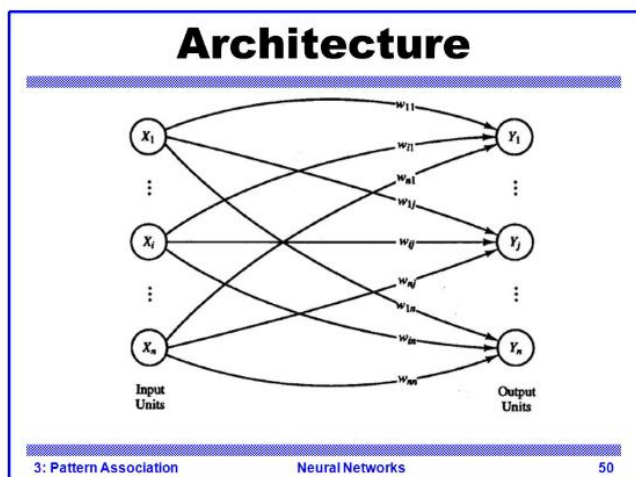 Architecture
w11
X1
Y1
wi1
wn1
⋮
⋮
w1j
Xi
wij
Yj
⋮
wnj
⋮
w1n
Xn
win
Yn
wnn
Input
Units
Output
Units
3: Pattern Association Neural Networks 50